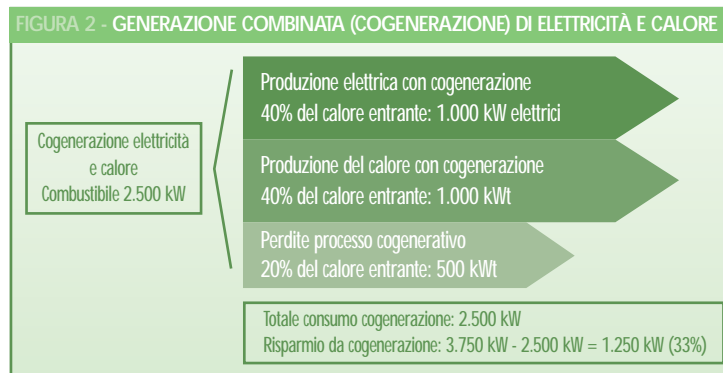 FIGURA 2 - GENERAZIONE COMBINATA (COGENERAZIONE) DI ELETTRICITÀ E CALORE
Cogenerazione elettricità
e calore
Combustibile 2.500 kW
Produzione elettrica con cogenerazione
40% del calore entrante: 1.000 kW elettrici
Produzione del calore con cogenerazione
40% del calore entrante: 1.000 kWt
Perdite processo cogenerativo
20% del calore entrante: 500 kWt
Totale consumo cogenerazione: 2.500 kW
Risparmio da cogenerazione: 3.750 kW - 2.500 kW = 1.250 kW (33%)